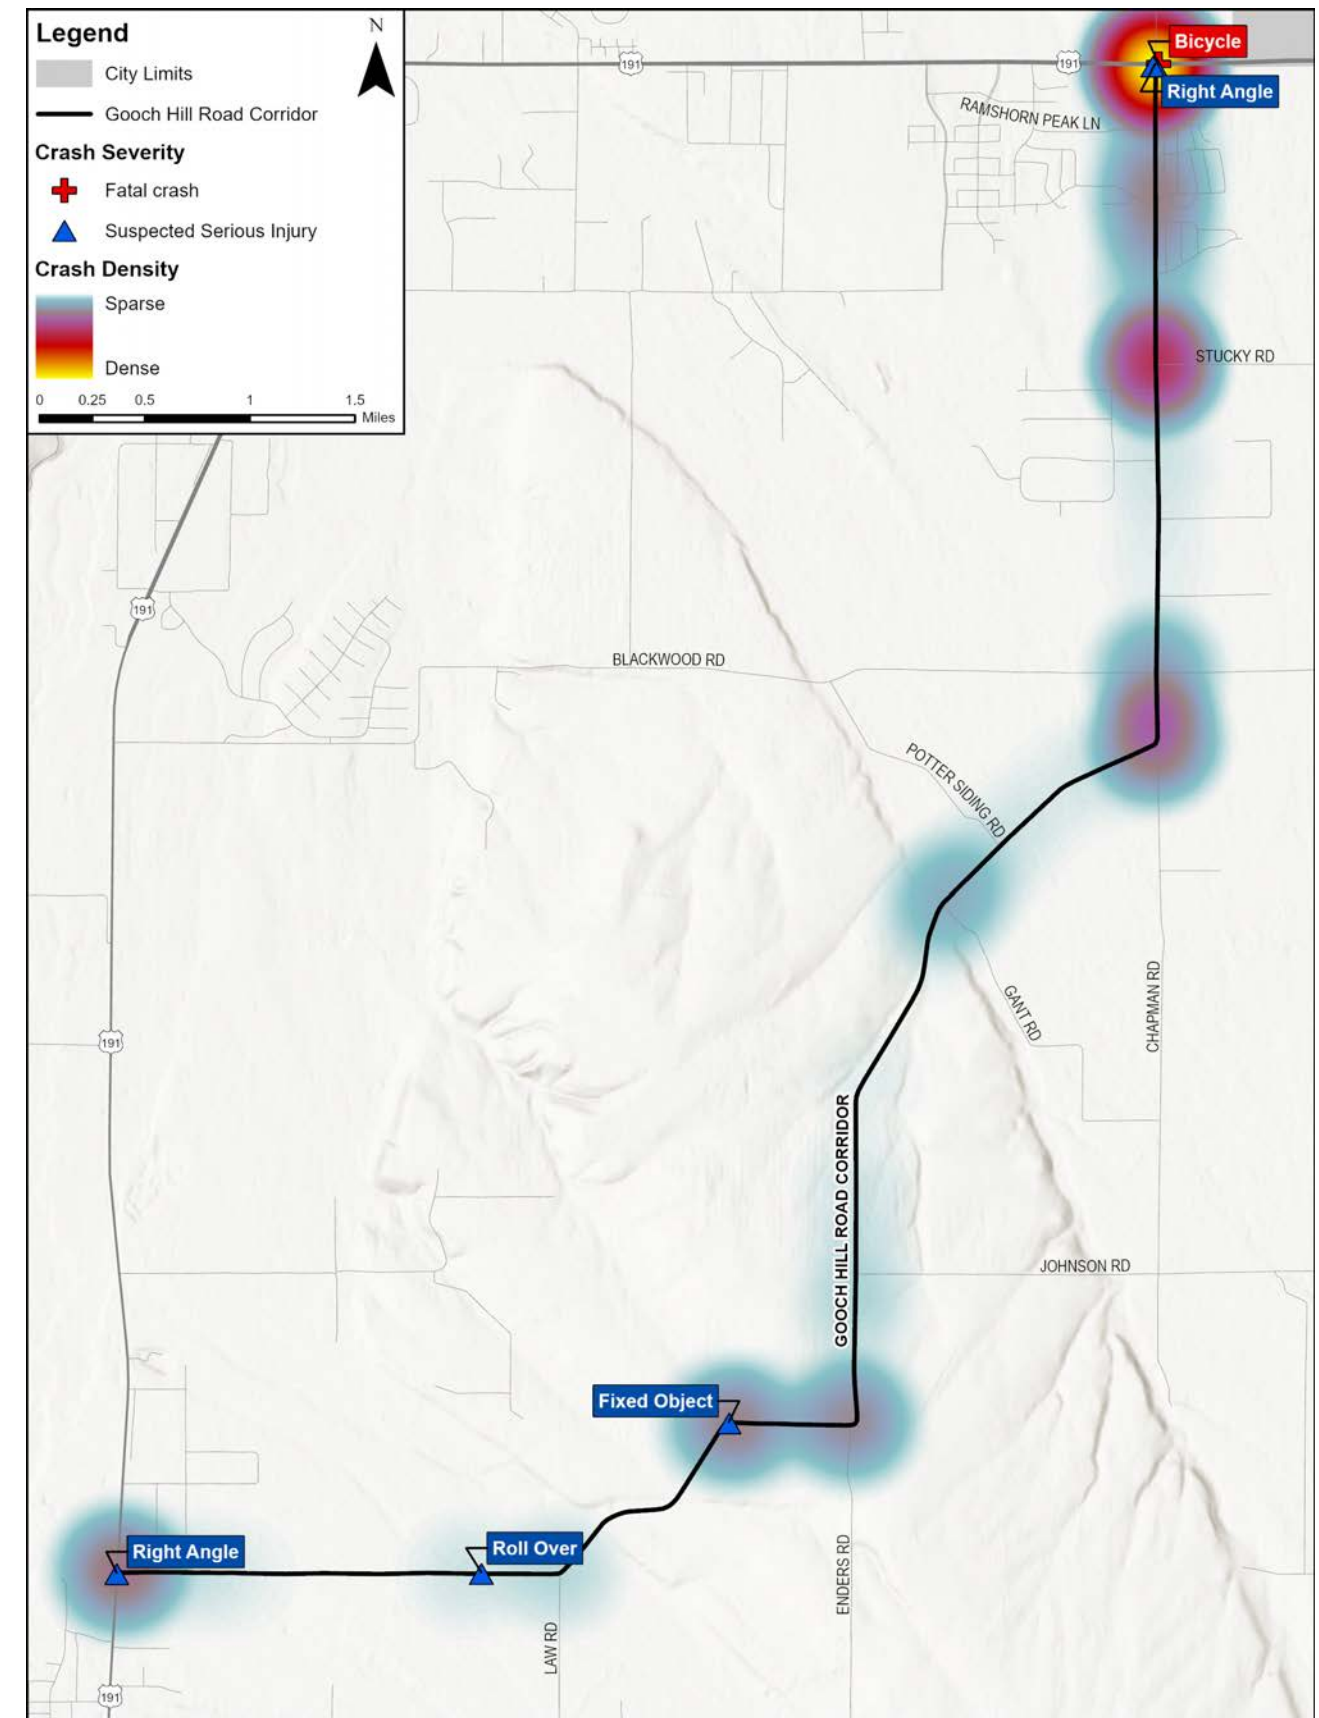 Legend
N
City Limits
Gooch Hill Road Corridor
Crash Severity
Fatal crash
Suspected Serious Injury
Crash Density
Sparse
Dense
0 0.25 0.5 1 1.5
Miles
Bicycle
191
191
Right Angle
RAMSHORN PEAK LN
STUCKY RD
191
BLACKWOOD RD
POTTER SIDING RD
GANT RD
CHAPMAN RD
191
GOOCH HILL ROAD CORRIDOR
JOHNSON RD
Fixed Object
Right Angle
Roll Over
ENDERS RD
LAW RD
191